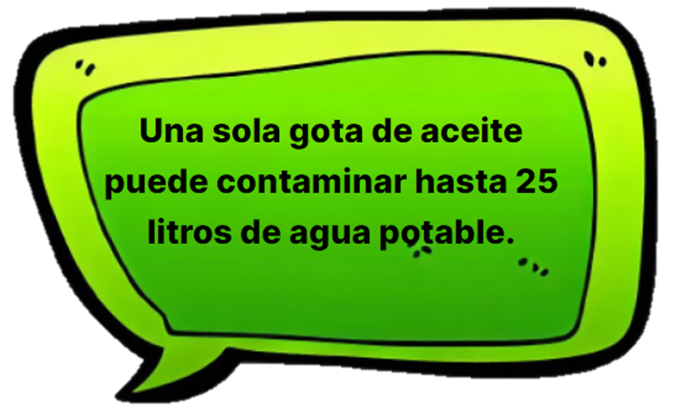 Una sola gota de aceite
puede contaminar hasta 25
litros de agua potable.